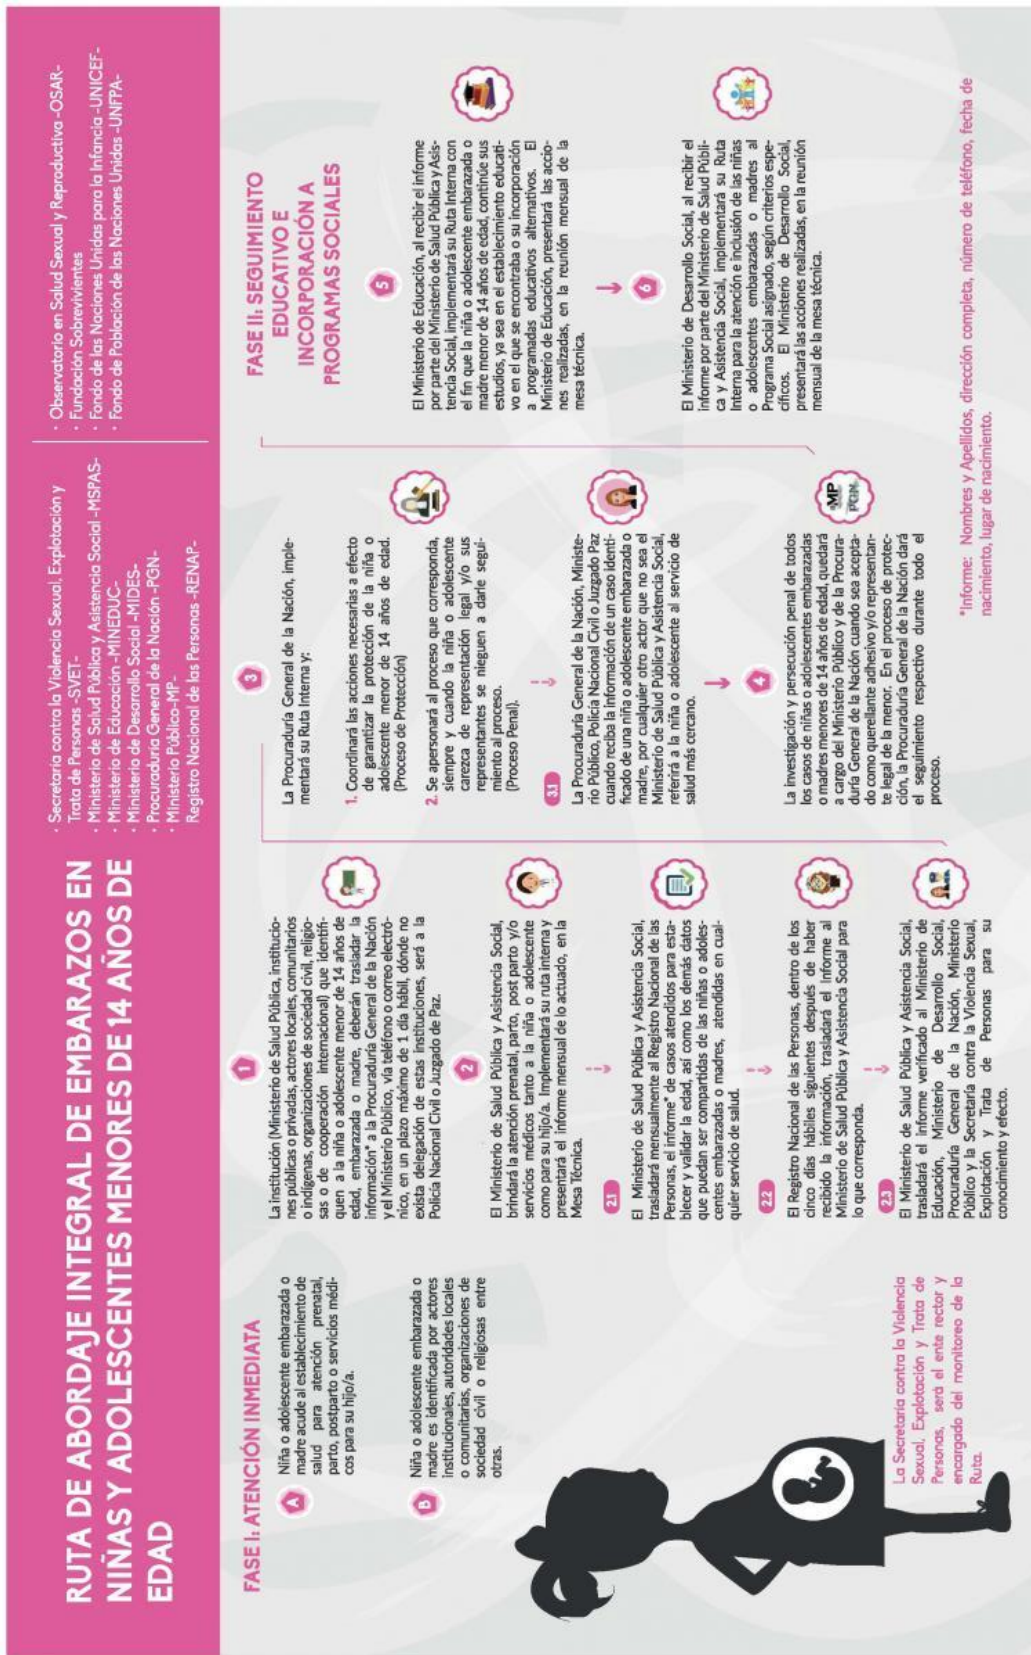 RUTA DE ABORDAJE INTEGRAL DE EMBARAZOS EN
NIÑAS Y ADOLESCENTES MENORES DE 14 AÑOS DE
EDAD
· Secretaría contra la Violencia Sexual, Explotación y
Trata de Personas -SVET-
· Ministerio de Salud Pública y Asistencia Social -MSPAS-
· Ministerio de Educación -MINEDUC-
· Ministerio de Desarrollo Social -MIDES-
· Procuraduría General de la Nación -PGN-
· Ministerio Público-MP-
Registro Nacional de las Personas -RENAP-
· Observatorio en Salud Sexual y Reproductiva -OSAR-
· Fundación Sobrevivientes
· Fondo de las Naciones Unidas para la Infancia -UNICEF-
· Fondo de Población de las Naciones Unidas -UNFPA-
FASE I: ATENCIÓN INMEDIATA
A
Niña o adolescente embarazada o
madre acude al establecimiento de
salud para atención prenatal,
parto, postparto o servicios médi-
cos para su hijo/a.
B
Niña o adolescente embarazada o
madre es identificada por actores
institucionales, autoridades locales
o comunitarias, organizaciones de
sociedad civil o religiosas entre
otras.
La Secretaría contra la Violencia
Sexual, Explotación y Trata de
Personas, será el ente rector y
encargado del monitoreo de la
Ruta.
1
La institución (Ministerio de Salud Pública, institucio-
nes públicas o privadas, actores locales, comunitarios
o indígenas, organizaciones de sociedad civil, religio-
sas o de cooperación internacional) que identifi-
quen a la niña o adolescente menor de 14 años de
edad, embarazada o madre, deberán trasladar la
información* a la Procuraduría General de la Nación
y el Ministerio Público, vía teléfono o correo electró-
nico, en un plazo máximo de 1 día hábil, dónde no
exista delegación de estas instituciones, será a la
Policía Nacional Civil o Juzgado de Paz.
2
El Ministerio de Salud Pública y Asistencia Social,
brindará la atención prenatal, parto, post parto y/o
servicios médicos tanto a la niña o adolescente
como para su hijo/a. Implementará su ruta interna y
presentará el informe mensual de lo actuado, en la
Mesa Técnica.
2.1
El Ministerio de Salud Pública y Asistencia Social,
trasladará mensualmente al Registro Nacional de las
Personas, el informe* de casos atendidos para esta-
blecer y validar la edad, así como los demás datos
que puedan ser compartidas de las niñas o adoles-
centes embarazadas o madres, atendidas en cual-
quier servicio de salud.
2.2
El Registro Nacional de las Personas, dentro de los
cinco días hábiles siguientes después de haber
recibido la información, trasladará el informe al
Ministerio de Salud Pública y Asistencia Social para
lo que corresponda.
2.3
El Ministerio de Salud Pública y Asistencia Social,
trasladará el informe verificado al Ministerio de
Educación, Ministerio de Desarrollo Social,
Procuraduría General de la Nación, Ministerio
Público y la Secretaría contra la Violencia Sexual,
Explotación y Trata de Personas para su
conocimiento y efecto.
3
La Procuraduría General de la Nación, imple-
mentará su Ruta Interna y:
1. Coordinará las acciones necesarias a efecto
de garantizar la protección de la niña o
adolescente menor de 14 años de edad.
(Proceso de Protección)
2. Se apersonará al proceso que corresponda,
siempre y cuando la niña o adolescente
carezca de representación legal y/o sus
representantes se nieguen a darle segui-
miento al proceso.
(Proceso Penal).
3.1
La Procuraduría General de la Nación, Ministe-
rio Público, Policía Nacional Civil o Juzgado Paz
cuando reciba la información de un caso identi-
ficado de una niña o adolescente embarazada o
madre, por cualquier otro actor que no sea el
Ministerio de Salud Pública y Asistencia Social,
referirá a la niña o adolescente al servicio de
salud más cercano.
4
La investigación y persecución penal de todos
los casos de niñas o adolescentes embarazadas
o madres menores de 14 años de edad, quedará
a cargo del Ministerio Público y de la Procura-
duría General de la Nación cuando sea acepta-
do como querellante adhesivo y/o representan-
te legal de la menor. En el proceso de protec-
ción, la Procuraduría General de la Nación dará
el seguimiento respectivo durante todo el
proceso.
MP
PGN
FASE II: SEGUIMIENTO
EDUCATIVO E
INCORPORACIÓN A
PROGRAMAS SOCIALES
5
El Ministerio de Educación, al recibir el informe
por parte del Ministerio de Salud Pública y Asis-
tencia Social, implementará su Ruta Interna con
el fin que la niña o adolescente embarazada o
madre menor de 14 años de edad, continúe sus
estudios, ya sea en el establecimiento educati-
vo en el que se encontraba o su incorporación
a programadas educativos alternativos. El
Ministerio de Educación, presentará las accio-
nes realizadas, en la reunión mensual de la
mesa técnica.
6
El Ministerio de Desarrollo Social, al recibir el
informe por parte del Ministerio de Salud Públi-
ca y Asistencia Social, implementará su Ruta
Interna para la atención e inclusión de las niñas
o adolescentes embarazadas o madres al
Programa Social asignado, según criterios espe-
cíficos. El Ministerio de Desarrollo Social,
presentará las acciones realizadas, en la reunión
mensual de la mesa técnica.
*Informe: Nombres y Apellidos, dirección completa, número de teléfono, fecha de
nacimiento, lugar de nacimiento.